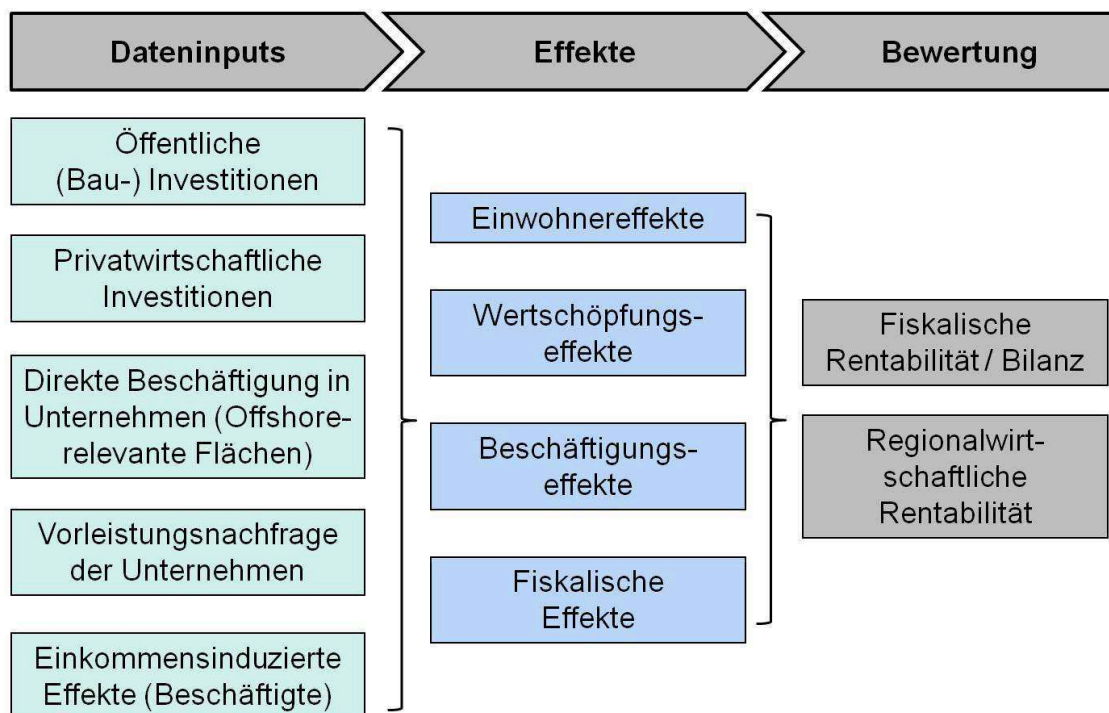 Dateninputs
Effekte
Bewertung
Öffentliche
(Bau-) Investitionen
Privatwirtschaftliche
Investitionen
Direkte Beschäftigung in
Unternehmen (Offshore-
relevante Flächen)
Vorleistungsnachfrage
der Unternehmen
Einkommensinduzierte
Effekte (Beschäftigte)
Einwohnereffekte
Wertschöpfungs-
effekte
Beschäftigungs-
effekte
Fiskalische
Effekte
Fiskalische
Rentabilität / Bilanz
Regionalwirt-
schaftliche
Rentabilität